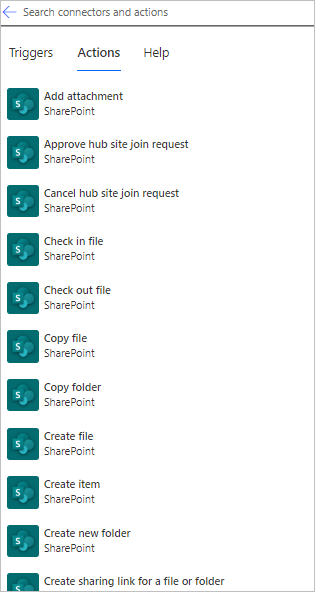 Search connectors and actions
Triggers Actions Help
Add attachment
SharePoint
Approve hub site join request
SharePoint
Cancel hub site join request
SharePoint
Check in file
SharePoint
Check out file
SharePoint
Copy file
SharePoint
Copy folder
SharePoint
Create file
SharePoint
Create item
SharePoint
Create new folder
SharePoint
Create sharing link for a file or folder